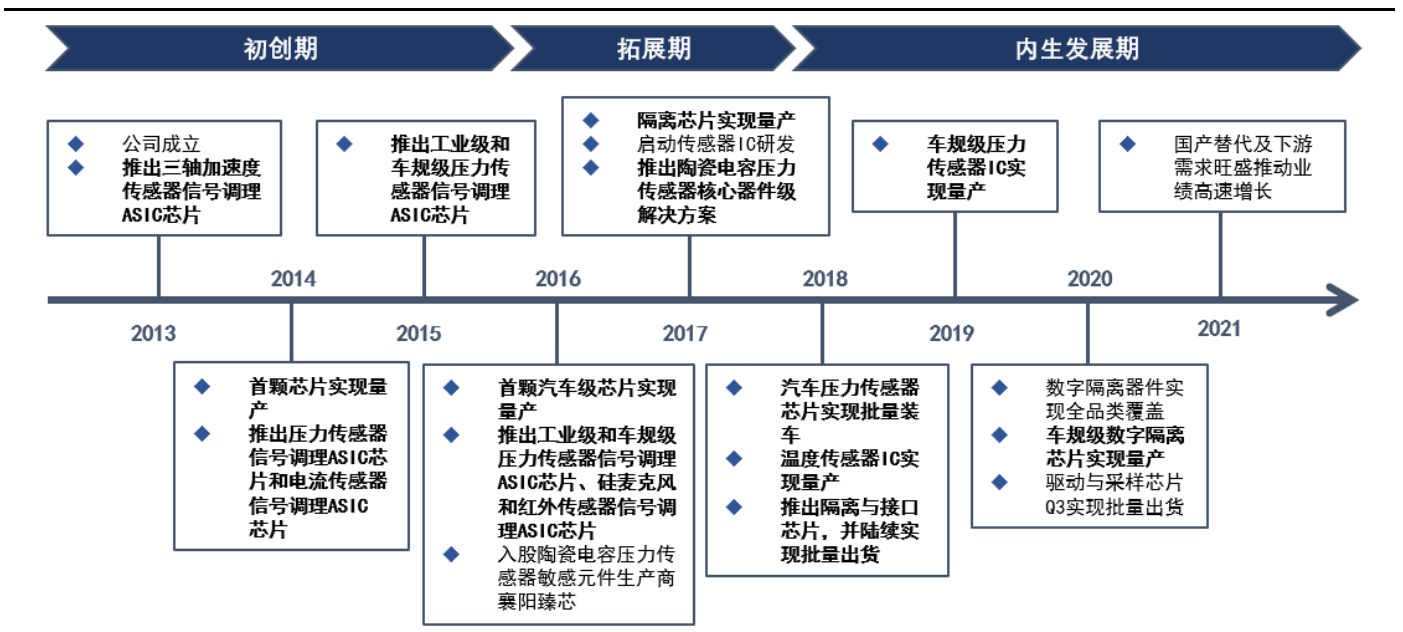 初创期
拓展期
内生发展期
公司成立
推出三轴加速度
传感器信号调理
ASIC芯片
推出工业级和
车规级压力传
感器信号调理
ASIC芯片
隔离芯片实现量产
启动传感器IC研发
推出陶瓷电容压力
传感器核心器件级
解决方案
车规级压力
传感器IC实
现量产
国产替代及下游
需求旺盛推动业
绩高速增长
2014
2016
2018
2020
2013
2015
2017
2019
2021
首颗芯片实现量
产
推出压力传感器
信号调理ASIC芯
片和电流传感器
信号调理ASIC
芯片
首颗汽车级芯片实现
量产
推出工业级和车规级
压力传感器信号调理
ASIC芯片、硅麦克风
和红外传感器信号调
理ASIC芯片
入股陶瓷电容压力传
感器敏感元件生产商
襄阳臻芯
汽车压力传感器
芯片实现批量装
车
温度传感器IC实
现量产
推出隔离与接口
芯片，并陆续实
现批量出货
数字隔离器件实
现全品类覆盖
车规级数字隔离
芯片实现量产
驱动与采样芯片
Q3实现批量出货